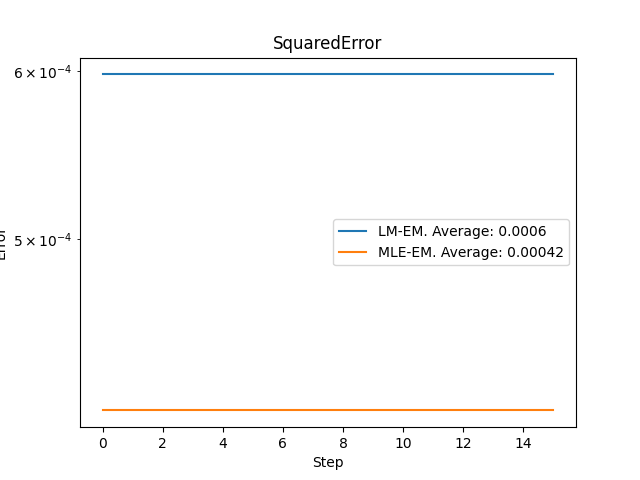 SquaredError
6 × 10⁻⁴
5 × 10⁻⁴
Error
LM-EM. Average: 0.0006
MLE-EM. Average: 0.00042
0 2 4 6 8 10 12 14
Step